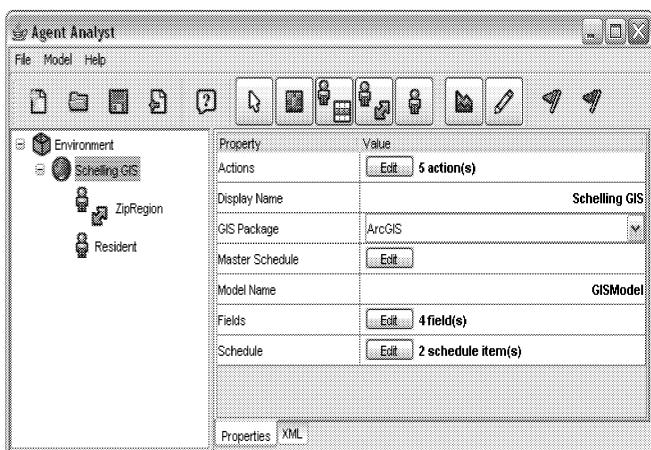 Agent Analyst
File Model Help
Environment
Schelling GIS
ZipRegion
Resident
Property Value
Actions Edit 5 action(s)
Display Name Schelling GIS
GIS Package ArcGIS
Master Schedule Edit
Model Name GISModel
Fields Edit 4 field(s)
Schedule Edit 2 schedule item(s)
Properties XML